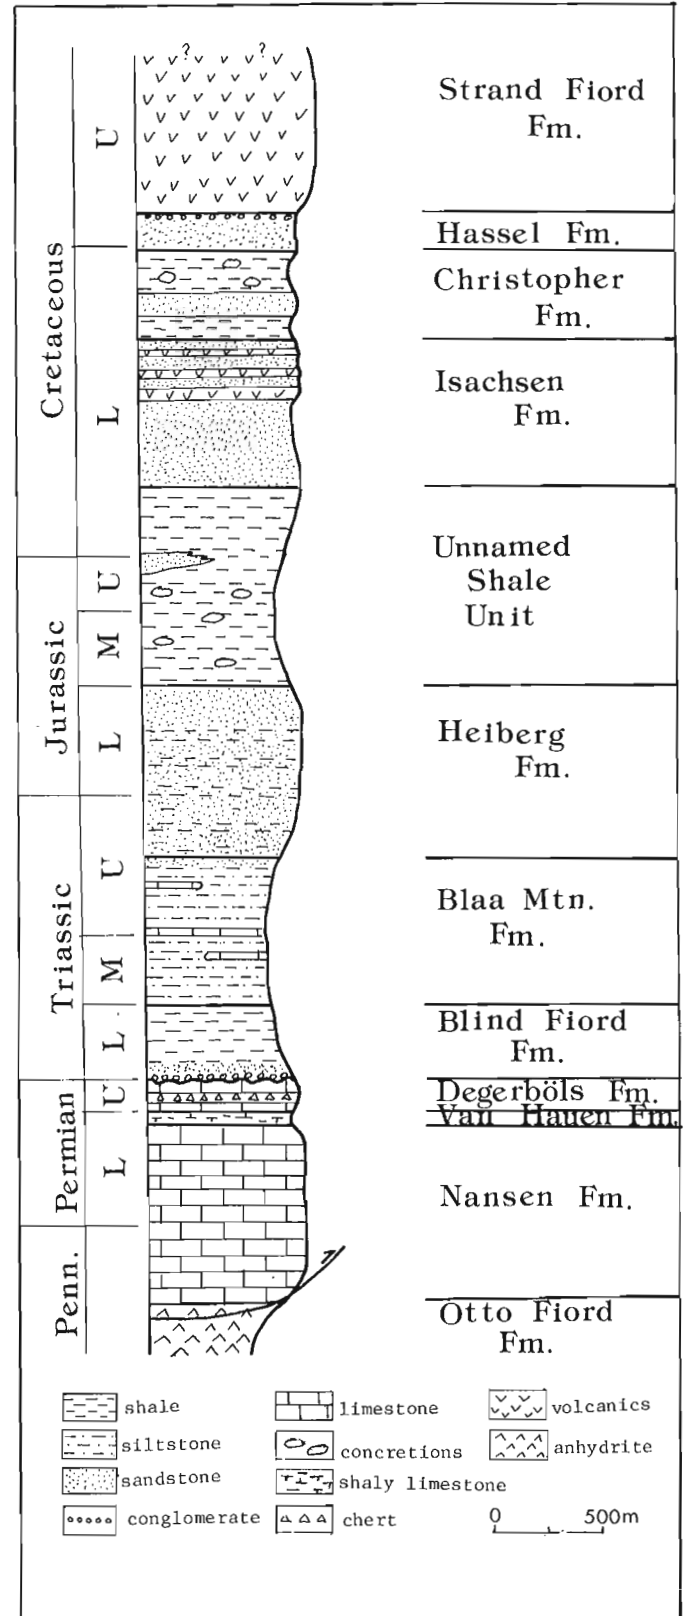 ? ?
Strand Fiord
Fm.
U
Hassel Fm.
Cretaceous
Christopher
Fm.
Isachsen
Fm.
L
Unnamed
Shale
Unit
U
M
Jurassic
L
Heiberg
Fm.
U
Blaa Mtn.
Fm.
Triassic
M
L
Blind Fiord
Fm.
U
Degerböls Fm.
Van Hauen Fm.
Permian
L
Nansen Fm.
Penn.
Otto Fiord
Fm.
shale
limestone
volcanics
siltstone
concretions
anhydrite
sandstone
shaly limestone
conglomerate
chert
0 500m